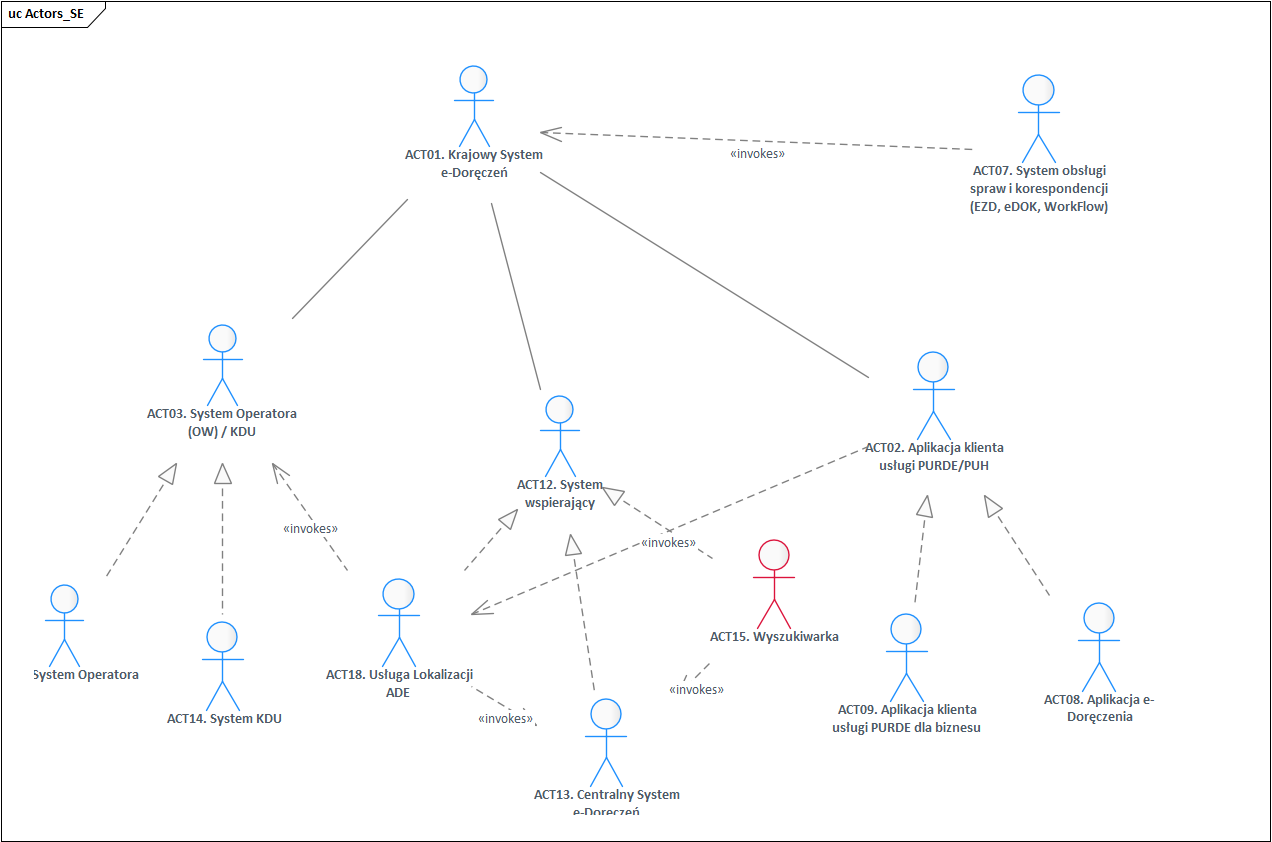 uc Actors_SE
ACT01. Krajowy System
e-Doręczeń
«invokes»
ACT07. System obsługi
spraw i korespondencji
(EZD, eDOK, WorkFlow)
ACT03. System Operatora
(OW) / KDU
ACT02. Aplikacja klienta
usługi PURDE/PUH
ACT12. System
wspierający
«invokes»
«invokes»
System Operatora
ACT14. System KDU
ACT18. Usługa Lokalizacji
ADE
ACT15. Wyszukiwarka
«invokes»
«invokes»
ACT09. Aplikacja klienta
usługi PURDE dla biznesu
ACT08. Aplikacja e-
Doręczenia
ACT13. Centralny System
e-Doręczeń